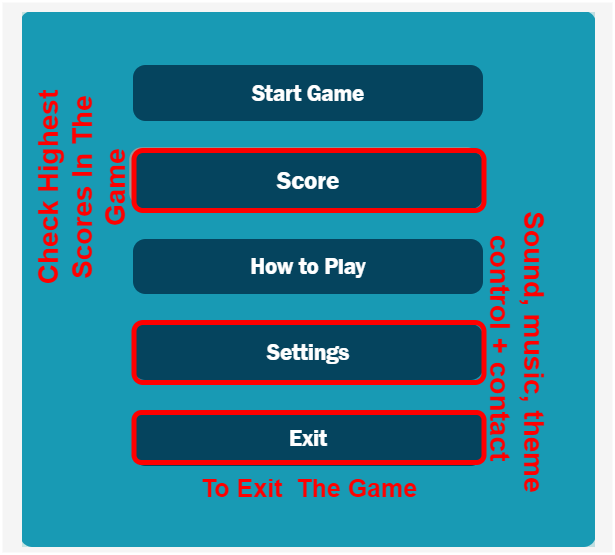 Start Game
Check Highest
Scores In The
Game
Score
How to Play
Settings
Sound, music, theme
control + contact
Exit
To Exit  The Game